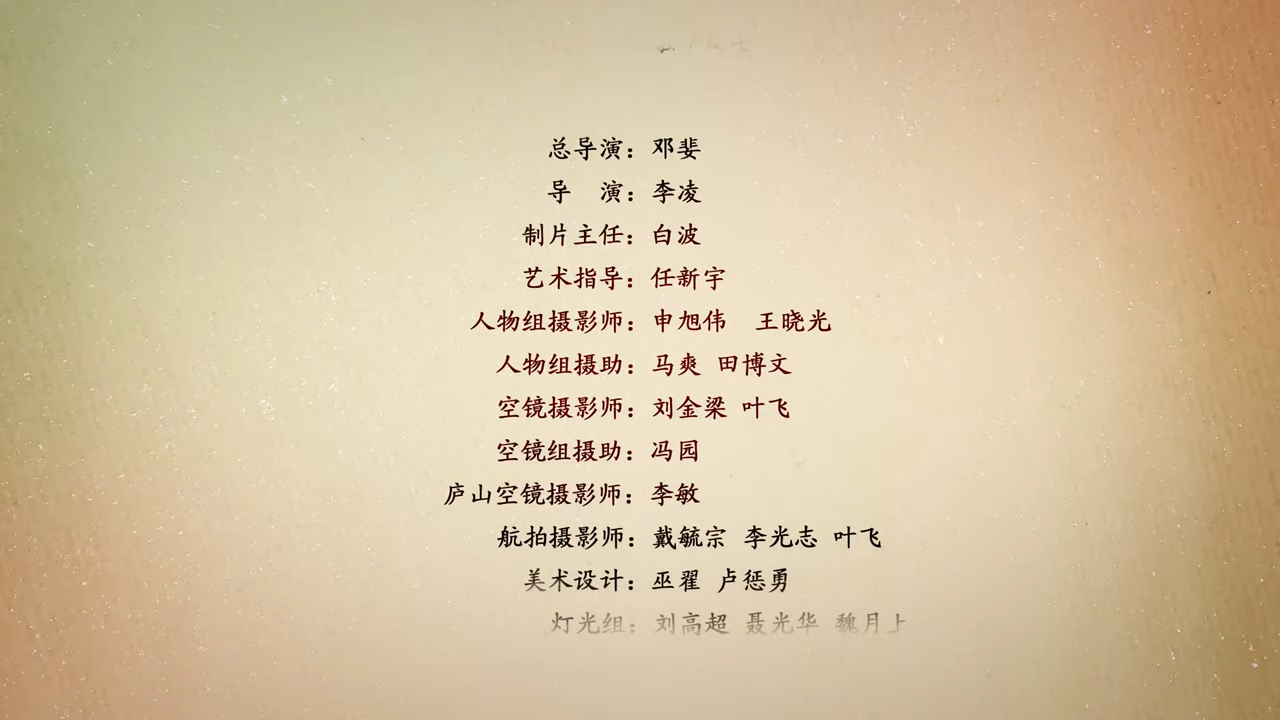 总导演：邓斐
导　演：李凌
制片主任：白波
艺术指导：任新宇
人物组摄影师：申旭伟　王晓光
人物组摄助：马爽 田博文
空镜摄影师：刘金梁 叶飞
空镜组摄助：冯园
庐山空镜摄影师：李敏
航拍摄影师：戴毓宗 李光志 叶飞
美术设计：巫翟 卢惩勇
灯光组：刘高超 聂光华 魏月上